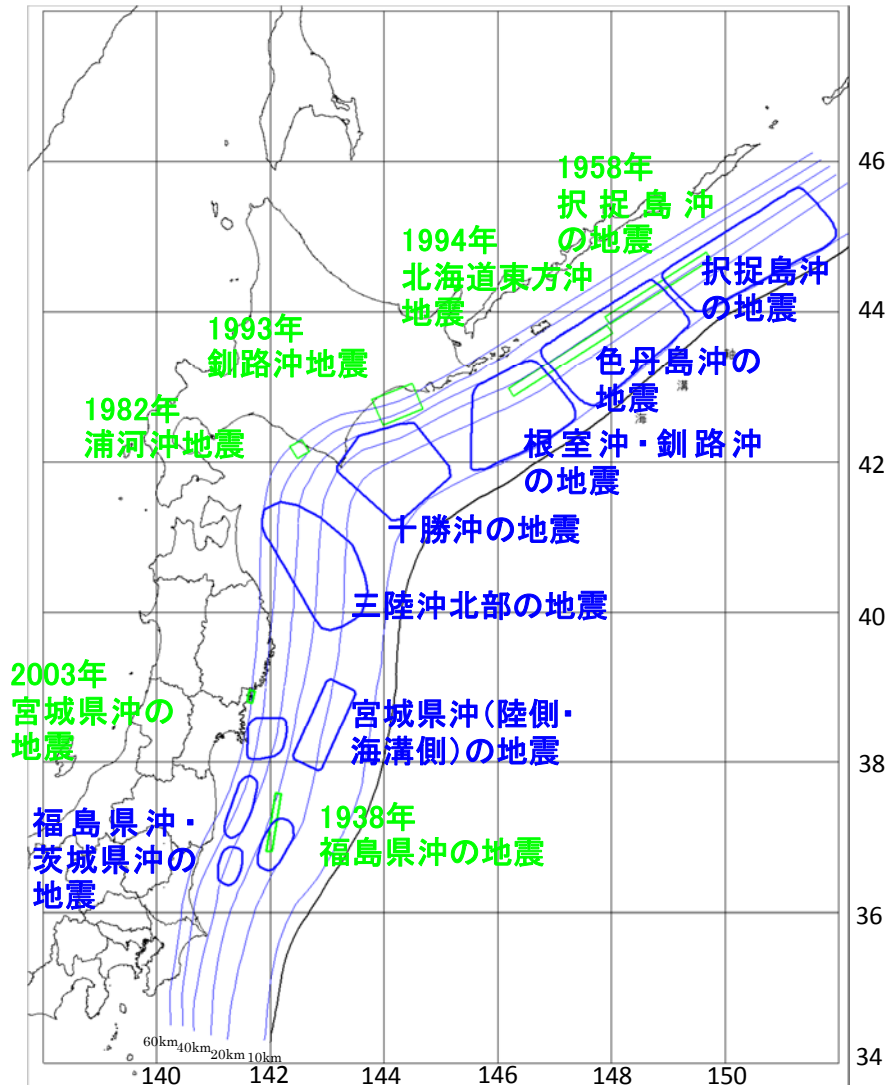 46
1958年
択捉島沖
の地震
1994年
北海道東方沖
地震
択捉島沖
の地震
44
1993年
釧路沖地震
軸
色丹島沖の
地震
溝
海
1982年
浦河沖地震
根室沖・釧路沖
の地震
42
十勝沖の地震
三陸沖北部の地震
40
2003年
宮城県沖の
地震
宮城県沖(陸側・
海溝側)の地震
38
福島県沖・
茨城県沖の
地震
1938年
福島県沖の地震
36
60km 40km 20km 10km
34
140 142 144 146 148 150